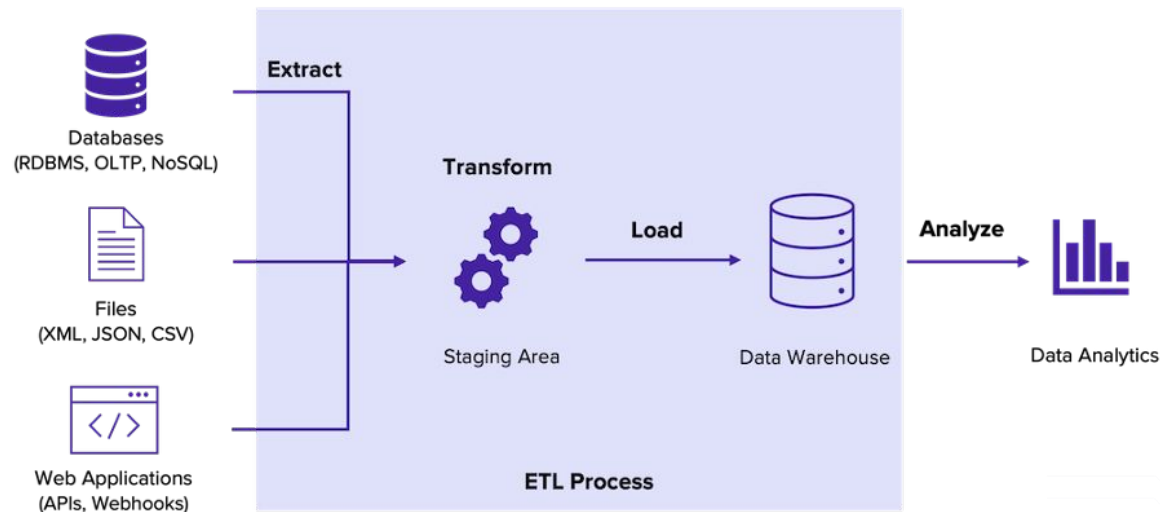 Extract
Databases
(RDBMS, OLTP, NoSQL)
Transform
Load
Analyze
Files
(XML, JSON, CSV)
Staging Area
Data Warehouse
Data Analytics
</>
Web Applications
(APIs, Webhooks)
ETL Process